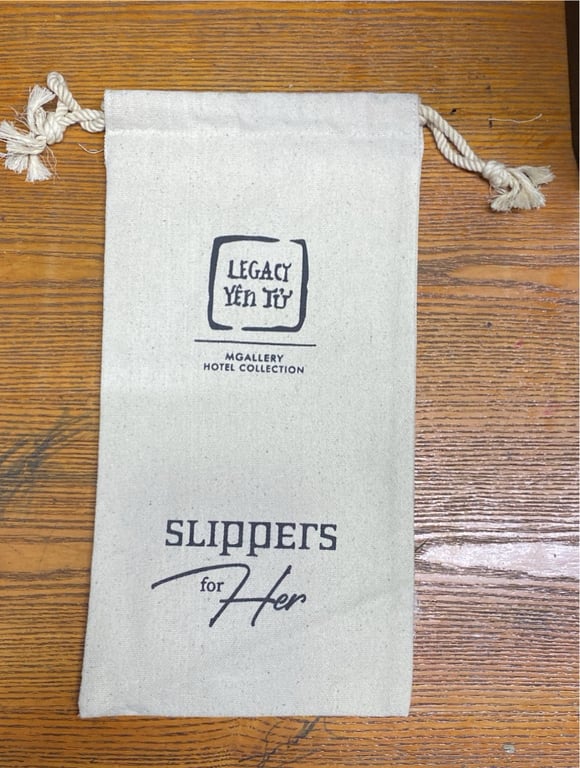 LEGACY
YÊN TỬ
MGALLERY
HOTEL COLLECTION
SLIPPERS
for Her